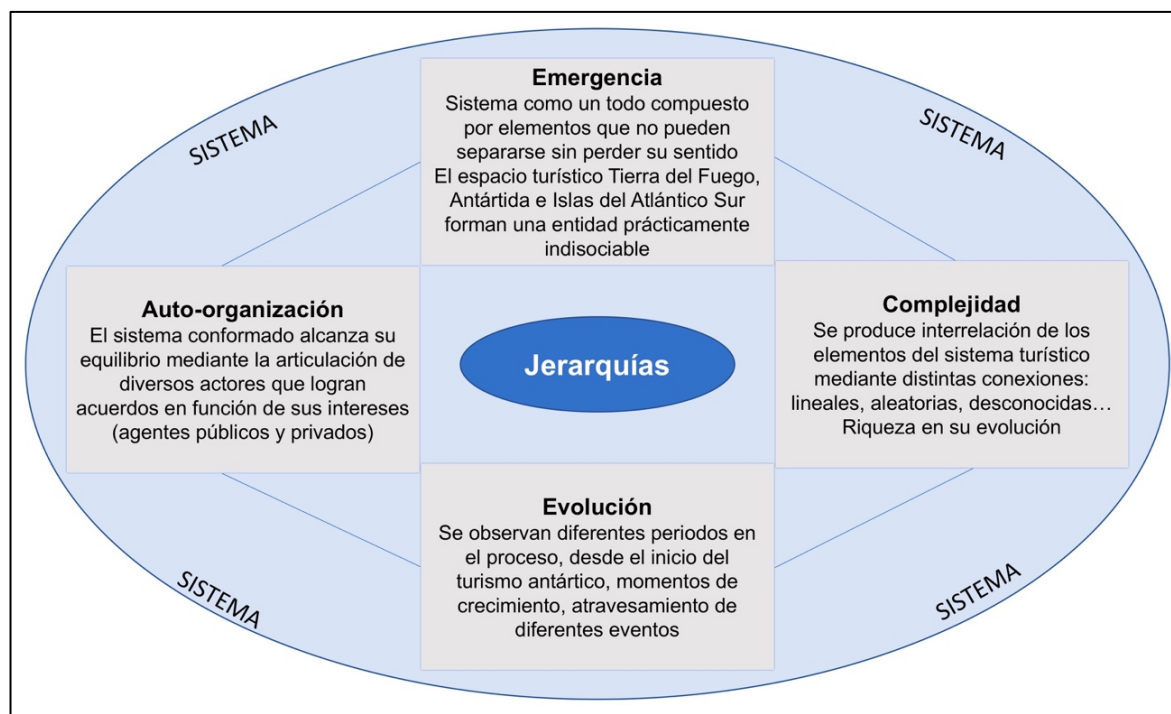 SISTEMA
SISTEMA
Emergencia
Sistema como un todo compuesto
por elementos que no pueden
separarse sin perder su sentido
El espacio turístico Tierra del Fuego,
Antártida e Islas del Atlántico Sur
forman una entidad prácticamente
indisociable
Auto-organización
El sistema conformado alcanza su
equilibrio mediante la articulación de
diversos actores que logran
acuerdos en función de sus intereses
(agentes públicos y privados)
Jerarquías
Complejidad
Se produce interrelación de los
elementos del sistema turístico
mediante distintas conexiones:
lineales, aleatorias, desconocidas…
Riqueza en su evolución
Evolución
Se observan diferentes periodos en
el proceso, desde el inicio del
turismo antártico, momentos de
crecimiento, atravesamiento de
diferentes eventos
SISTEMA
SISTEMA